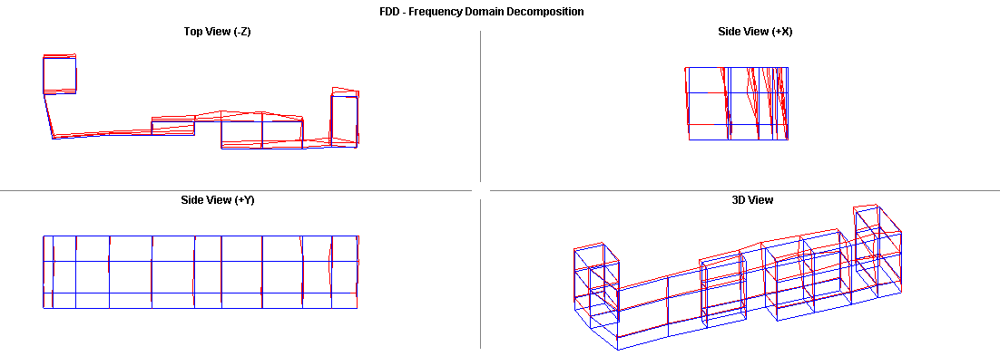 FDD - Frequency Domain Decomposition
Top View (-Z)
Side View (+X)
Side View (+Y)
3D View